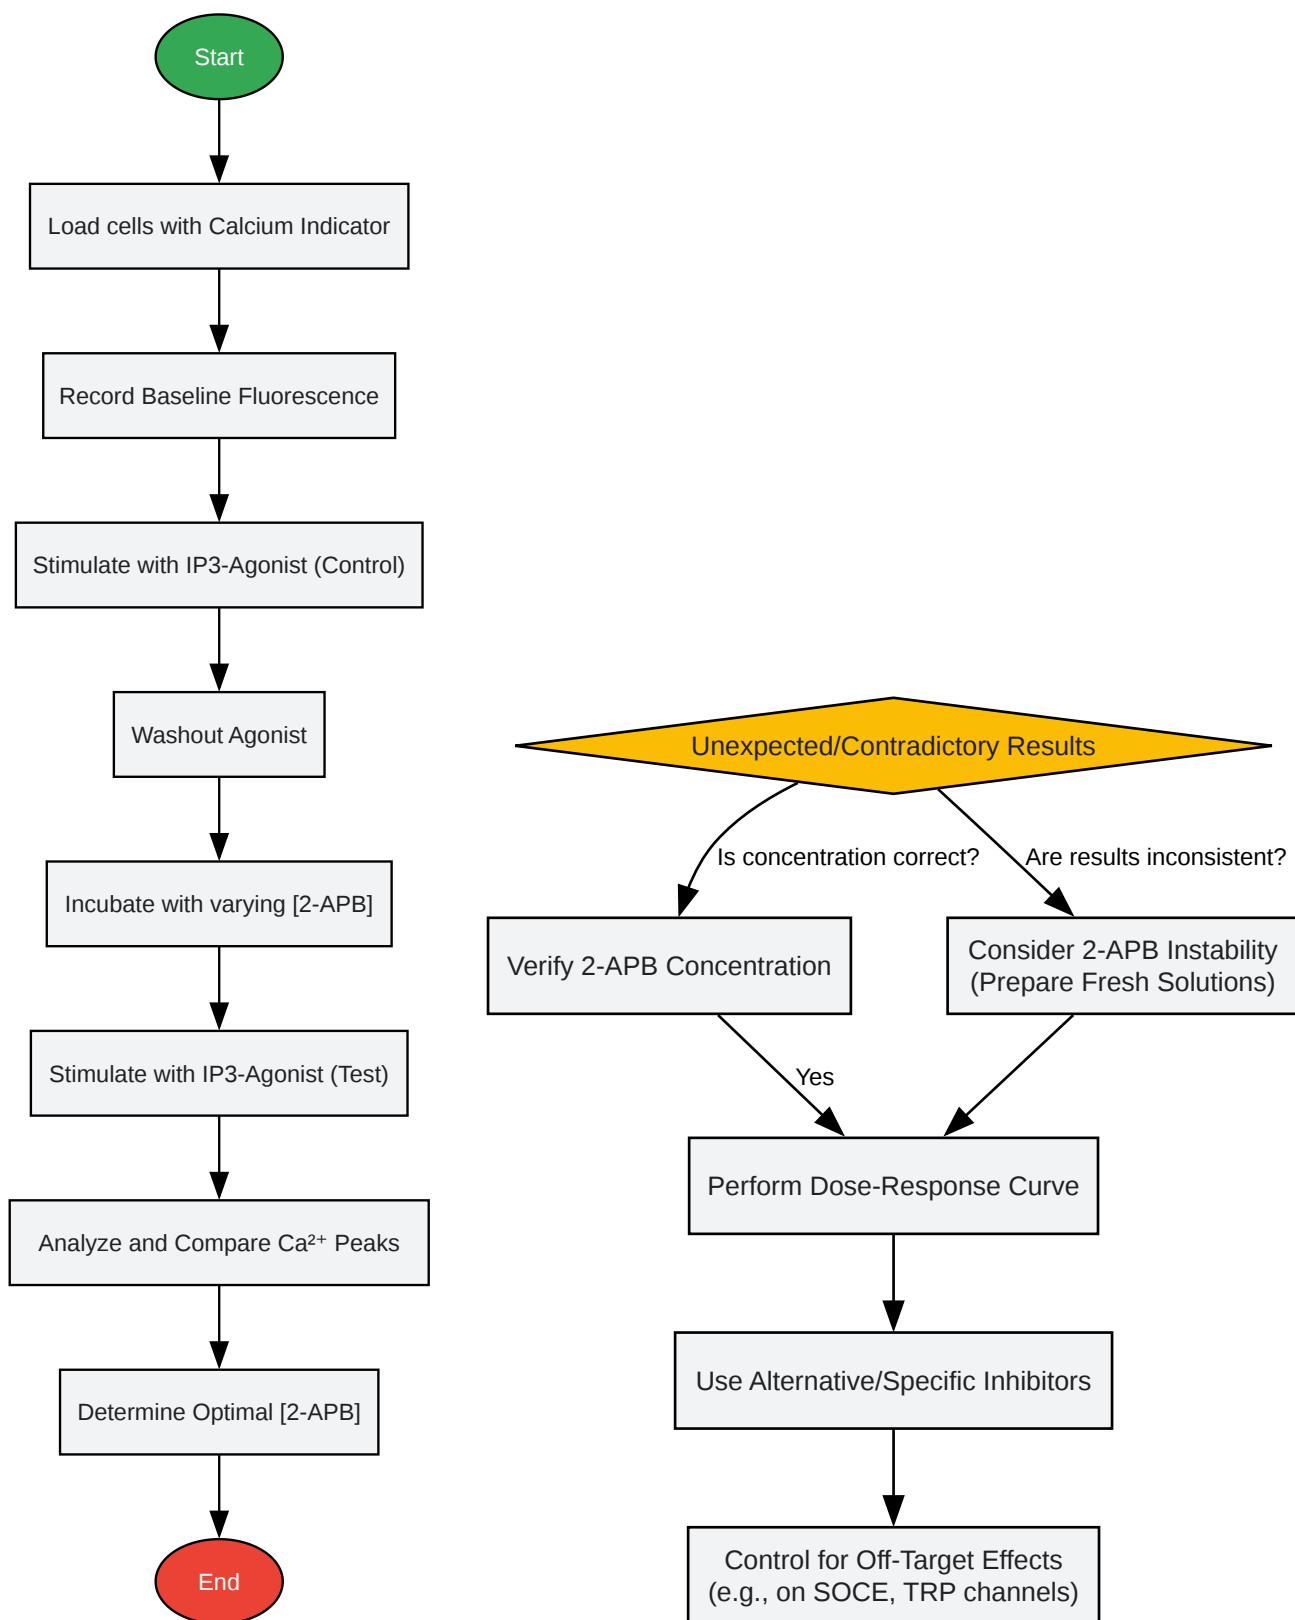 Start
Load cells with Calcium Indicator
Record Baseline Fluorescence
Stimulate with IP3-Agonist (Control)
Washout Agonist
Incubate with varying [2-APB]
Stimulate with IP3-Agonist (Test)
Analyze and Compare Ca²⁺ Peaks
Determine Optimal [2-APB]
End
Unexpected/Contradictory Results
Is concentration correct?
Are results inconsistent?
Verify 2-APB Concentration
Consider 2-APB Instability
(Prepare Fresh Solutions)
Yes
Perform Dose-Response Curve
Use Alternative/Specific Inhibitors
Control for Off-Target Effects
(e.g., on SOCE, TRP channels)